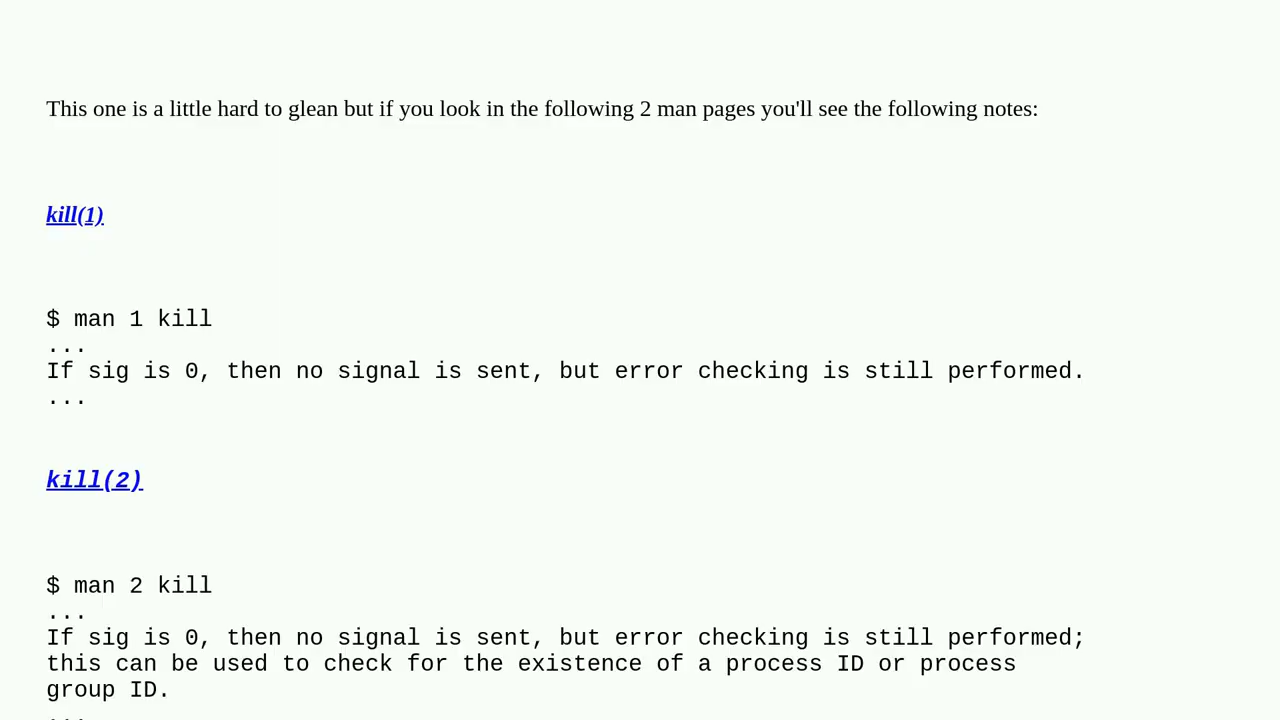 This one is a little hard to glean but if you look in the following 2 man pages you'll see the following notes:
kill(1)
$ man 1 kill
...
If sig is 0, then no signal is sent, but error checking is still performed.
...
kill(2)
$ man 2 kill
...
If sig is 0, then no signal is sent, but error checking is still performed;
this can be used to check for the existence of a process ID or process
group ID.
...